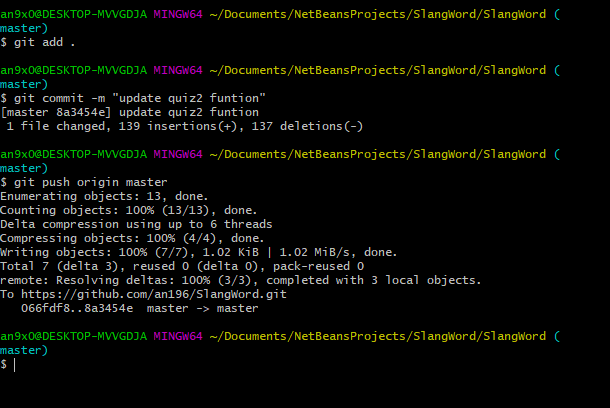 an9x0@DESKTOP-MVVGDJA MINGW64 ~/Documents/NetBeansProjects/SlangWord/SlangWord (
master)
$ git add .
an9x0@DESKTOP-MVVGDJA MINGW64 ~/Documents/NetBeansProjects/SlangWord/SlangWord (
master)
$ git commit -m "update quiz2 funtion"
[master 8a3454e] update quiz2 funtion
 1 file changed, 139 insertions(+), 137 deletions(-)
an9x0@DESKTOP-MVVGDJA MINGW64 ~/Documents/NetBeansProjects/SlangWord/SlangWord (
master)
$ git push origin master
Enumerating objects: 13, done.
Counting objects: 100% (13/13), done.
Delta compression using up to 6 threads
Compressing objects: 100% (4/4), done.
Writing objects: 100% (7/7), 1.02 KiB | 1.02 MiB/s, done.
Total 7 (delta 3), reused 0 (delta 0), pack-reused 0
remote: Resolving deltas: 100% (3/3), completed with 3 local objects.
To https://github.com/an196/SlangWord.git
   066fdf8..8a3454e  master -> master
an9x0@DESKTOP-MVVGDJA MINGW64 ~/Documents/NetBeansProjects/SlangWord/SlangWord (
master)
$